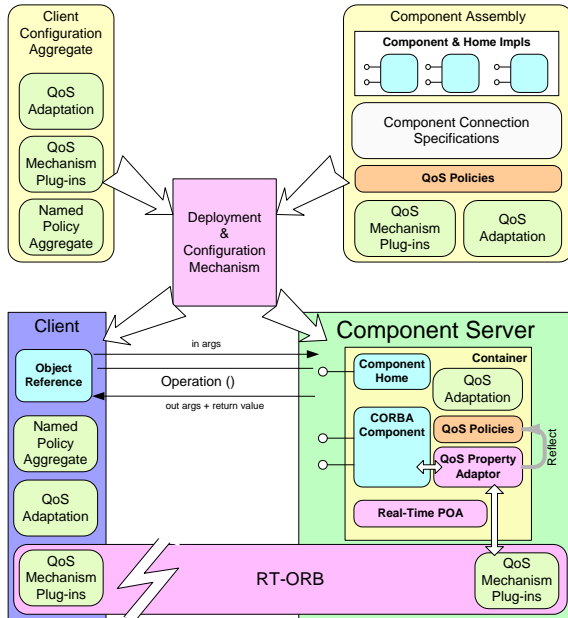 Client
Configuration
Aggregate
QoS
Adaptation
QoS
Mechanism
Plug-ins
Named
Policy
Aggregate
Component Assembly
Component & Home Impls
Component Connection
Specifications
QoS Policies
QoS
Mechanism
Plug-ins
QoS
Adaptation
Deployment
&
Configuration
Mechanism
Client
Object
Reference
Named
Policy
Aggregate
QoS
Adaptation
QoS
Mechanism
Plug-ins
in args
Operation ()
out args + return value
Component Server
Container
Component
Home
QoS
Adaptation
CORBA
Component
QoS Policies
QoS Property
Adaptor
Reflect
Real-Time POA
RT-ORB
QoS
Mechanism
Plug-ins